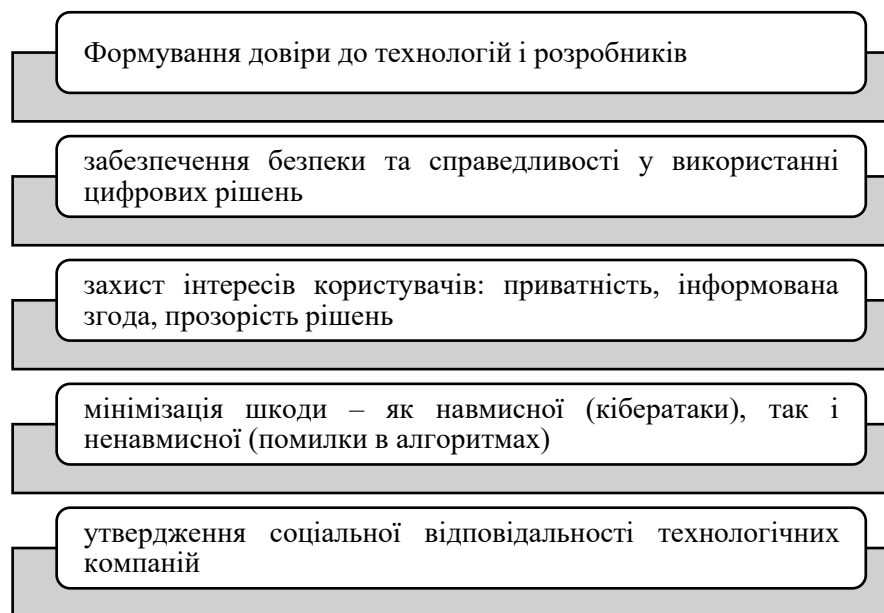 Формування довіри до технологій і розробників
забезпечення безпеки та справедливості у використанні
цифрових рішень
захист інтересів користувачів: приватність, інформована
згода, прозорість рішень
мінімізація шкоди – як навмисної (кібератаки), так і
ненавмисної (помилки в алгоритмах)
утвердження соціальної відповідальності технологічних
компаній